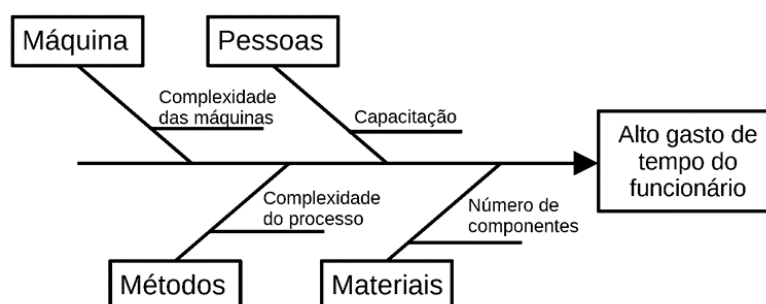 Máquina
Pessoas
Complexidade
das máquinas
Capacitação
Alto gasto de
tempo do
funcionário
Complexidade
do processo
Número de
componentes
Métodos
Materiais